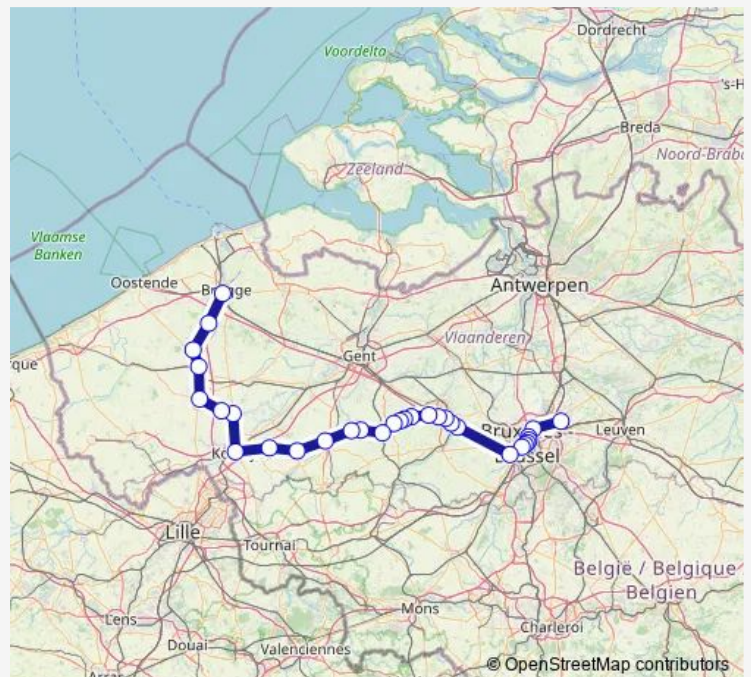 Dordrecht
Voordelta
Breda
Noord-Braba
Zeeland
Vlaamse
Banken
Oostende
Antwerpen
Vlaanderen
Gent
Leuven
Lille
Tournai
België / Belgique
Belgien
Mons
Lens
Charleroi
Douai
Valenciennes
© OpenStreetMap contributors